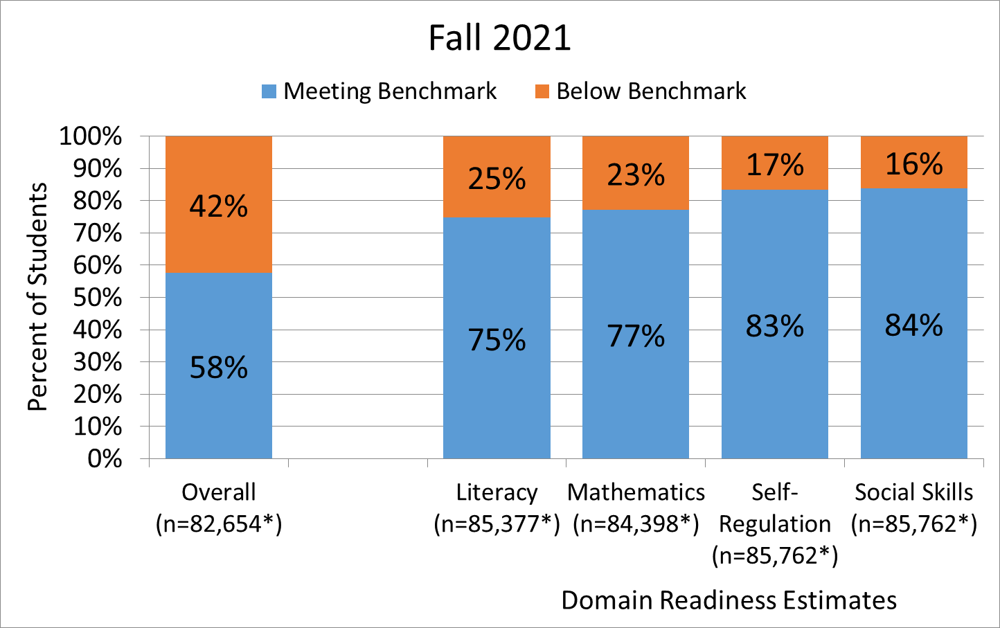 Fall 2021
Meeting Benchmark Below Benchmark
Percent of Students
100%
90%
80%
70%
60%
50%
40%
30%
20%
10%
0%
42%
58%
25%
75%
23%
77%
17%
83%
16%
84%
Overall
(n=82,654*)
Literacy
(n=85,377*)
Mathematics
(n=84,398*)
Self-
Regulation
(n=85,762*)
Social Skills
(n=85,762*)
Domain Readiness Estimates